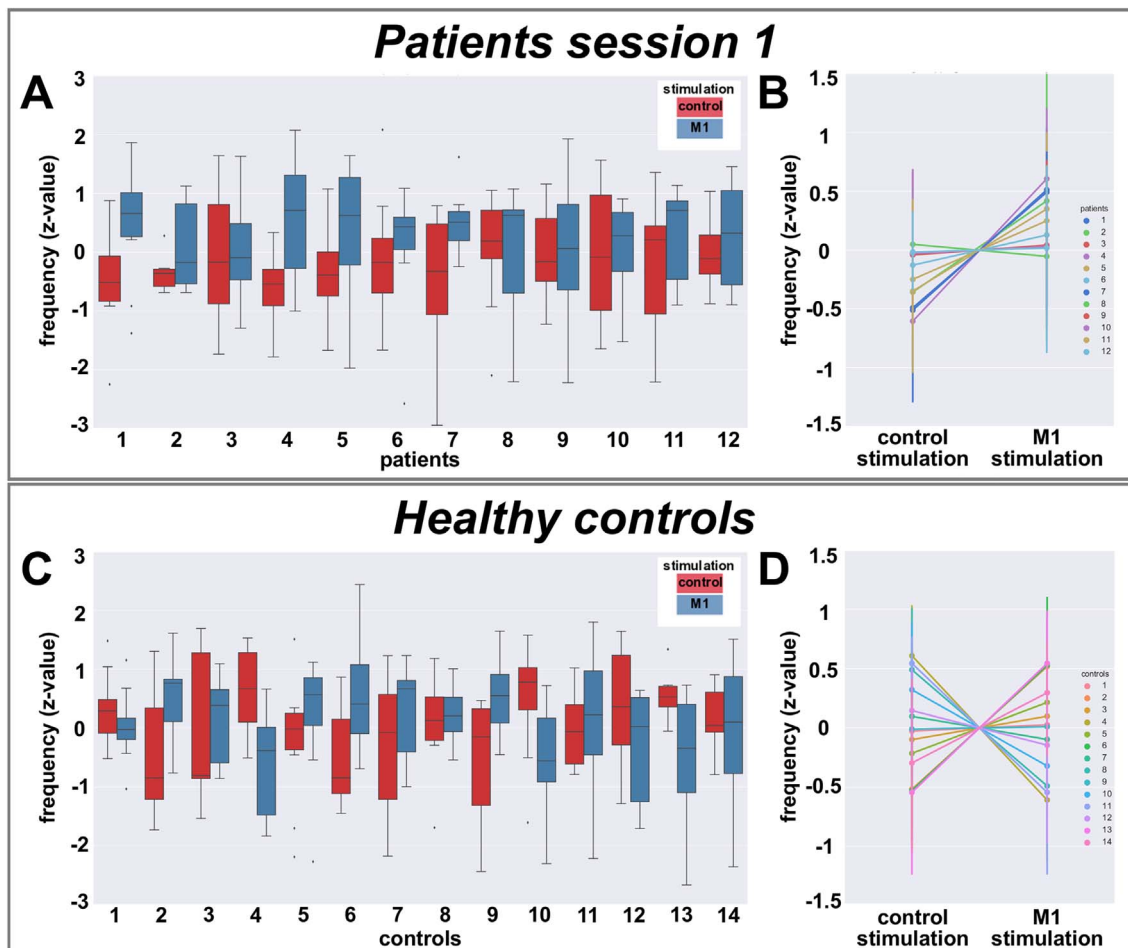 Patients session 1
A
3
2
1
0
-1
-2
-3
frequency (z-value)
stimulation
control
M1
1 2 3 4 5 6 7 8 9 10 11 12
patients
B
1.5
1
0.5
0
-0.5
-1
-1.5
frequency (z-value)
patients
1
2
3
4
5
6
7
8
9
10
11
12
control M1
stimulation stimulation
Healthy controls
C
3
2
1
0
-1
-2
-3
frequency (z-value)
stimulation
control
M1
1 2 3 4 5 6 7 8 9 10 11 12 13 14
controls
D
1.5
1
0.5
0
-0.5
-1
-1.5
frequency (z-value)
controls
1
2
3
4
5
6
7
8
9
10
11
12
13
14
control M1
stimulation stimulation